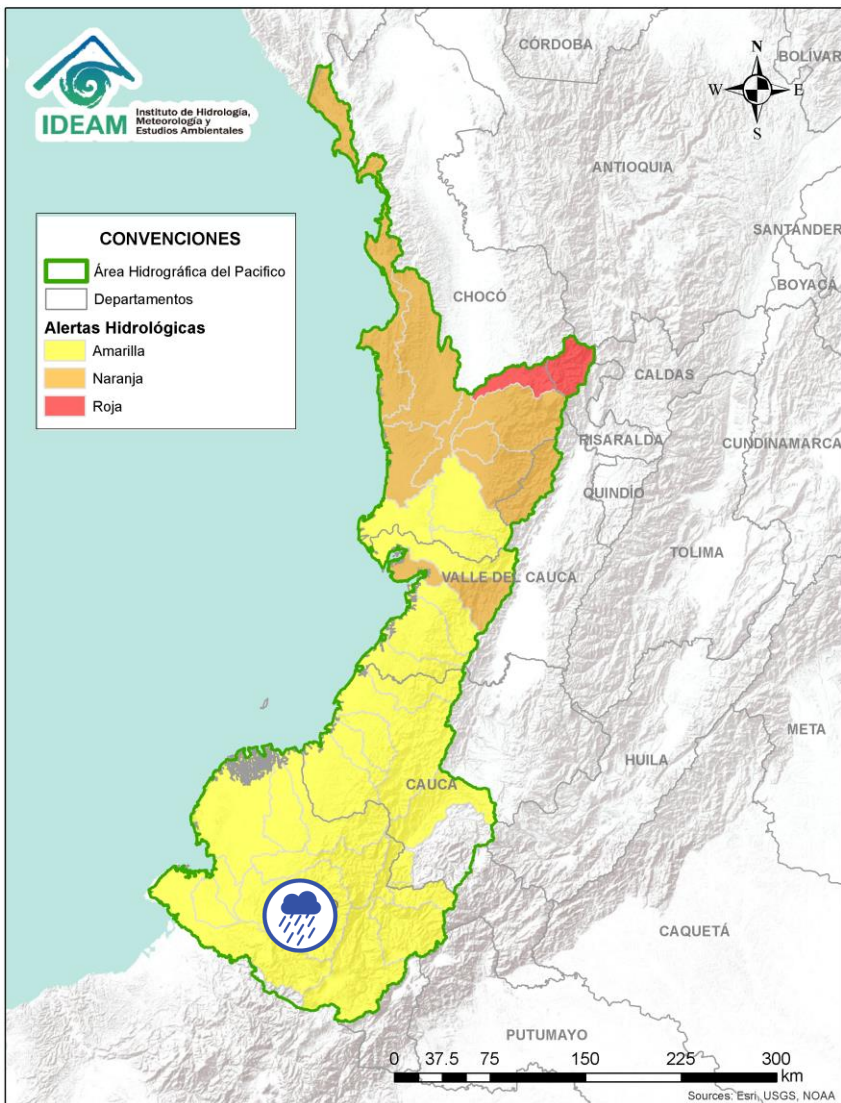 IDEAM
Instituto de Hidrología,
Meteorología y
Estudios Ambientales
CÓRDOBA
BOLÍVAR
N
W
E
S
ANTIOQUIA
SANTANDER
BOYACÁ
CONVENCIONES
Área Hidrográfica del Pacifico
Departamentos
Alertas Hidrológicas
Amarilla
Naranja
Roja
CHOCÓ
CALDAS
RISARALDA
CUNDINAMARCA
QUINDÍO
TOLIMA
VALLE DEL CAUCA
META
HUILA
CAUCA
CAQUETÁ
PUTUMAYO
0 37.5 75 150 225 300
km
Sources: Esri, USGS, NOAA